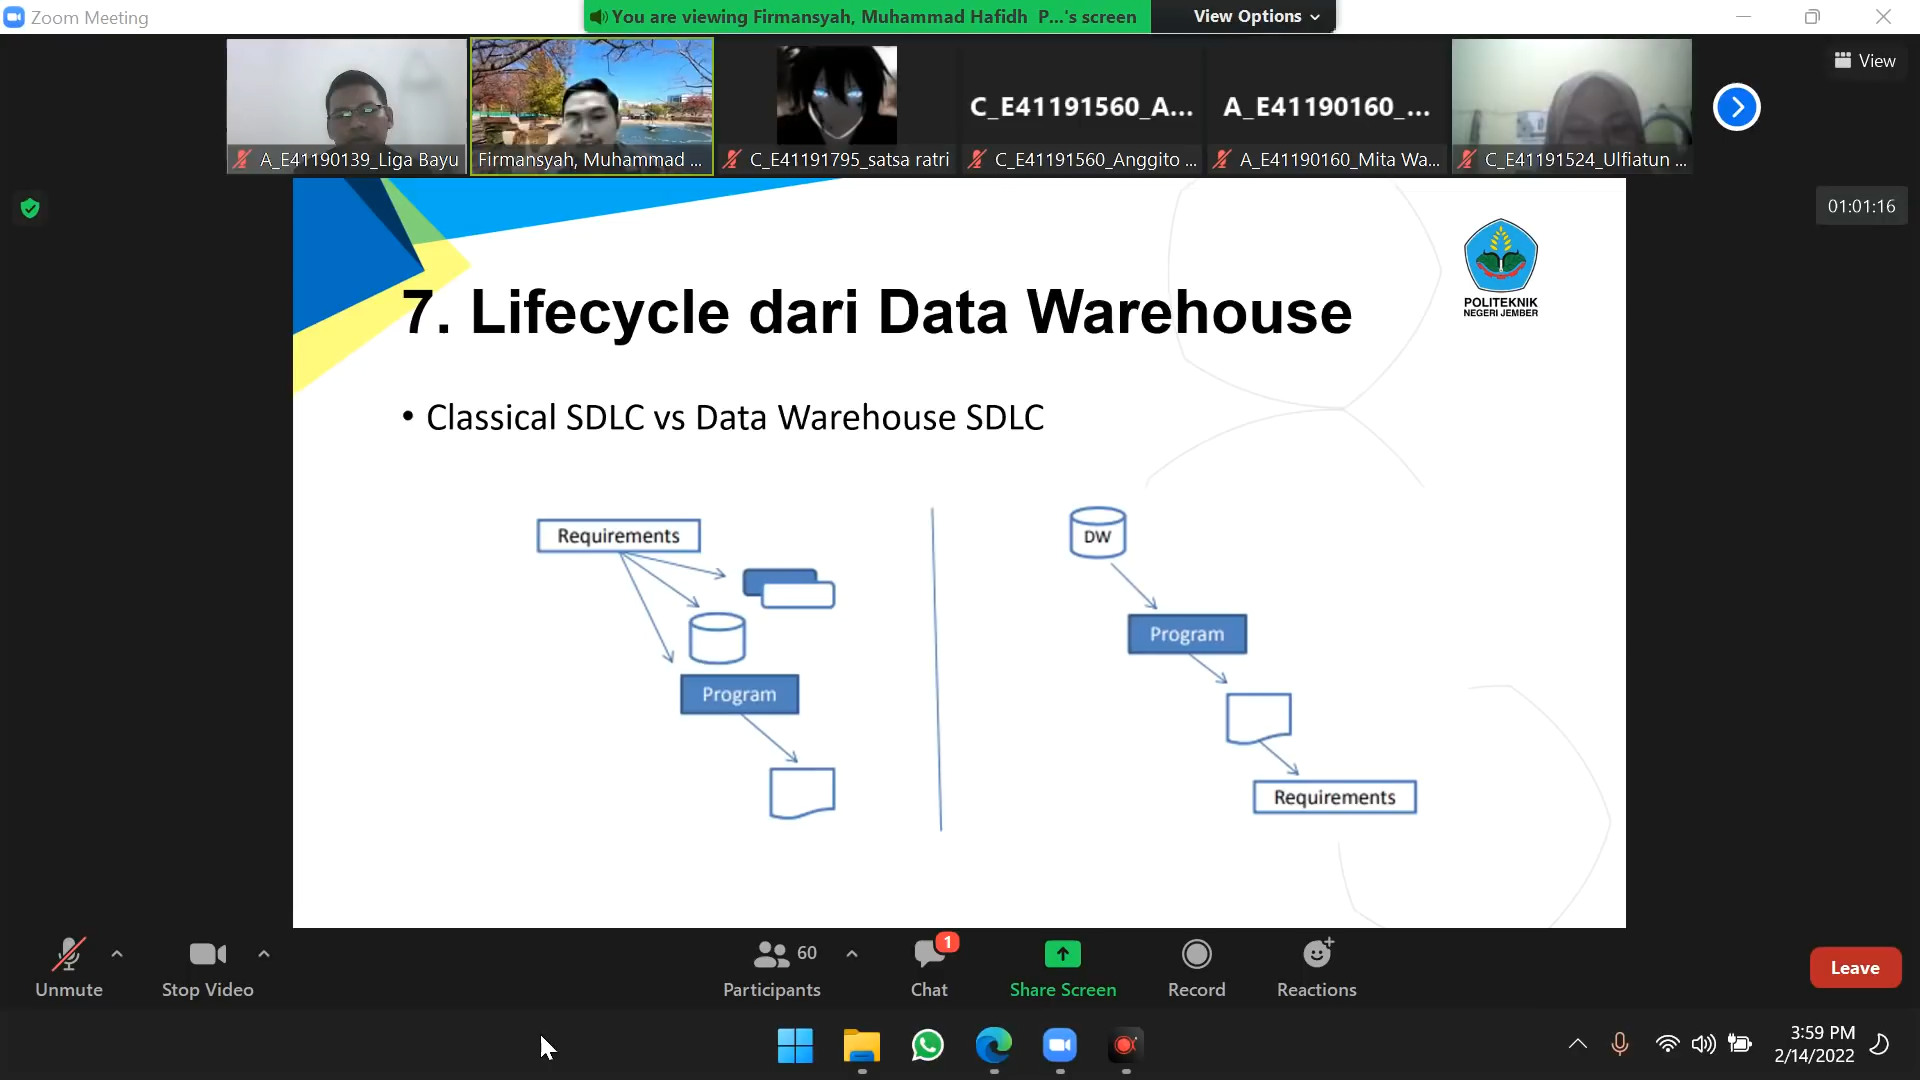 Zoom Meeting
You are viewing Firmansyah, Muhammad Hafidh P...'s screen
View Options
View
C_E41191560_A...
A_E41190160_...
A_E41190139_Liga Bayu
Firmansyah, Muhammad ...
C_E41191795_satsa ratri
C_E41191560_Anggito ...
A_E41190160_Mita Wa...
C_E41191524_Ulfiatun ...
01:01:16
POLITEKNIK
NEGERI JEMBER
7. Lifecycle dari Data Warehouse
• Classical SDLC vs Data Warehouse SDLC
Requirements
Program
DW
Program
Requirements
Unmute
Stop Video
60
Participants
1
Chat
Share Screen
Record
Reactions
Leave
3:59 PM
2/14/2022